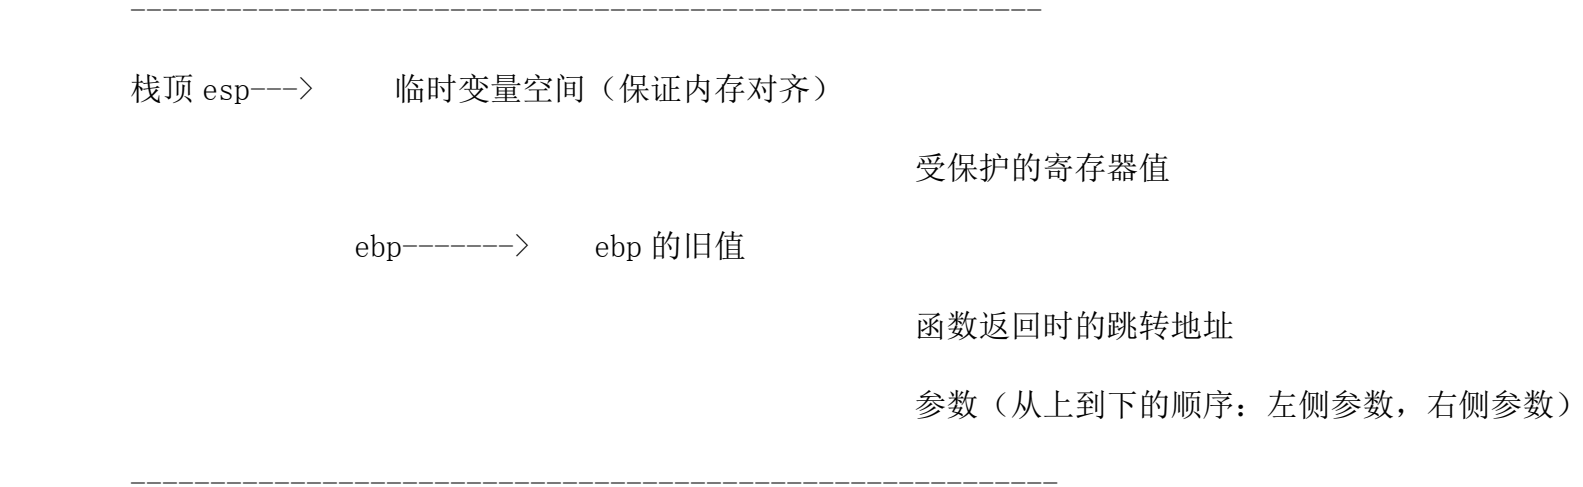 ---------------------------------------------------------
栈顶 esp---> 临时变量空间（保证内存对齐）
受保护的寄存器值
ebp-------> ebp 的旧值
函数返回时的跳转地址
参数（从上到下的顺序：左侧参数，右侧参数）
----------------------------------------------------------